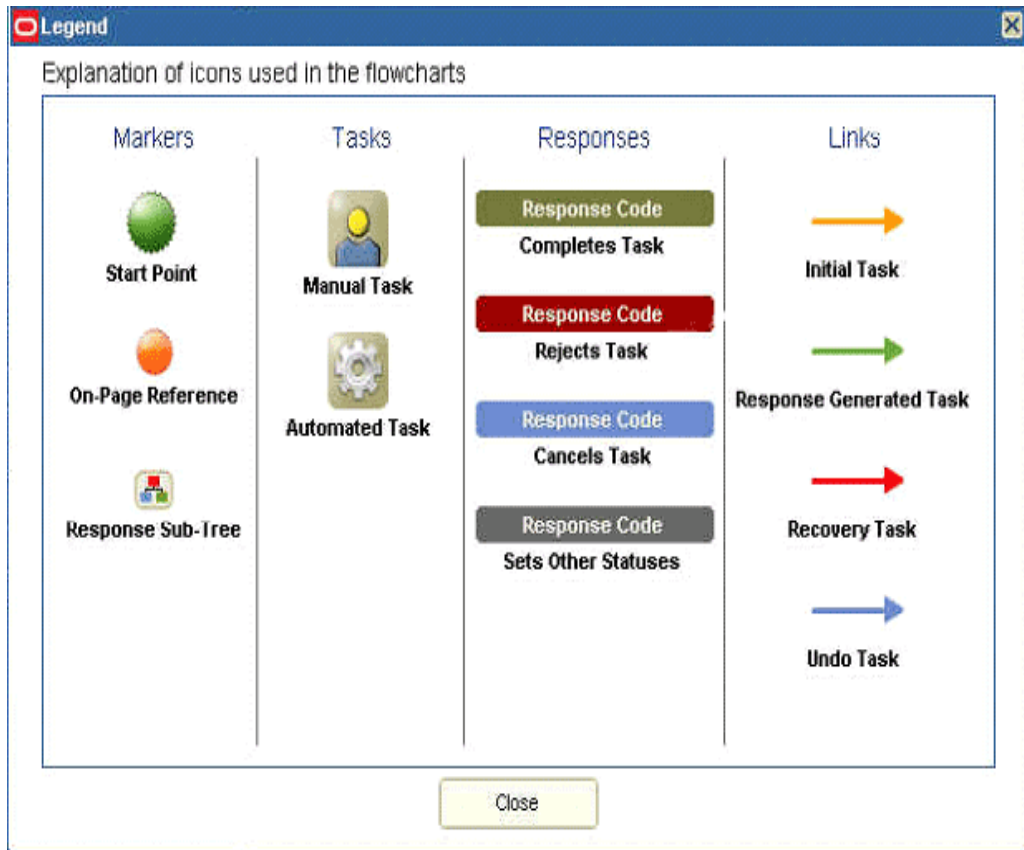 Legend
Explanation of icons used in the flowcharts
Markers
Start Point
On-Page Reference
Response Sub-Tree
Tasks
Manual Task
Automated Task
Responses
Response Code
Completes Task
Response Code
Rejects Task
Response Code
Cancels Task
Response Code
Sets Other Statuses
Links
Initial Task
Response Generated Task
Recovery Task
Undo Task
Close